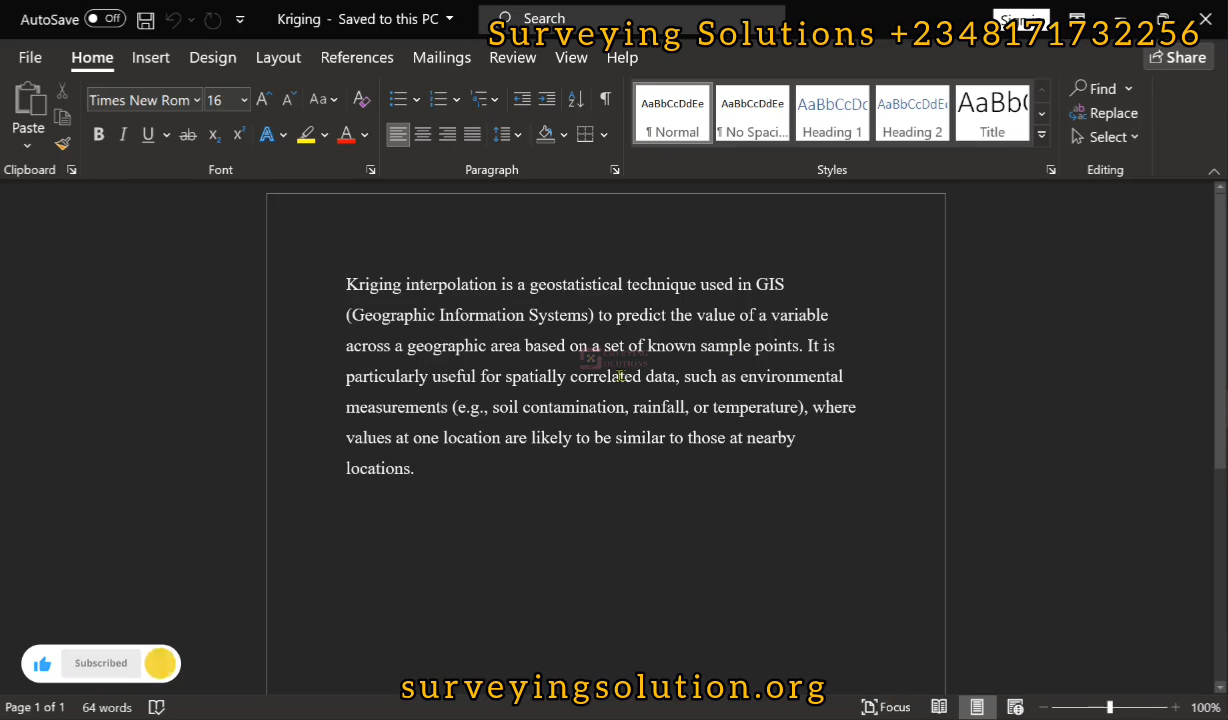 AutoSave Off Kriging - Saved to this PC Search
Surveying Solutions +2348171732256
File Home Insert Design Layout References Mailings Review View Help Share
Times New Rom 16 Aa AaBbCcDdEe AaBbCcDdEe AaBbCcDc AaBbCcDdEe AaBb( Find
Paste ¶ Normal ¶ No Spaci... Heading 1 Heading 2 Title Replace
Select
Clipboard Font Paragraph Styles Editing
Kriging interpolation is a geostatistical technique used in GIS
(Geographic Information Systems) to predict the value of a variable
across a geographic area based on a set of known sample points. It is
particularly useful for spatially correlated data, such as environmental
measurements (e.g., soil contamination, rainfall, or temperature), where
values at one location are likely to be similar to those at nearby
locations.
Subscribed
surveyingsolution.org
Page 1 of 1 64 words Focus 100%